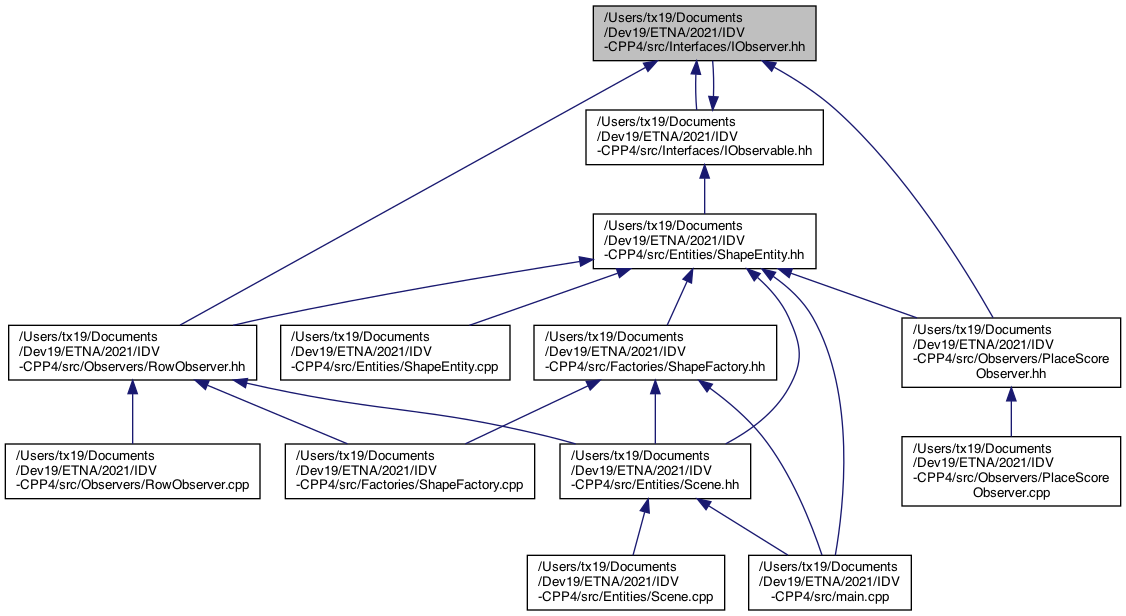 /Users/tx19/Documents
/Dev19/ETNA/2021/IDV
-CPP4/src/Interfaces/IObserver.hh
/Users/tx19/Documents
/Dev19/ETNA/2021/IDV
-CPP4/src/Interfaces/IObservable.hh
/Users/tx19/Documents
/Dev19/ETNA/2021/IDV
-CPP4/src/Entities/ShapeEntity.hh
/Users/tx19/Documents
/Dev19/ETNA/2021/IDV
-CPP4/src/Observers/RowObserver.hh
/Users/tx19/Documents
/Dev19/ETNA/2021/IDV
-CPP4/src/Entities/ShapeEntity.cpp
/Users/tx19/Documents
/Dev19/ETNA/2021/IDV
-CPP4/src/Factories/ShapeFactory.hh
/Users/tx19/Documents
/Dev19/ETNA/2021/IDV
-CPP4/src/Observers/PlaceScore
Observer.hh
/Users/tx19/Documents
/Dev19/ETNA/2021/IDV
-CPP4/src/Observers/RowObserver.cpp
/Users/tx19/Documents
/Dev19/ETNA/2021/IDV
-CPP4/src/Factories/ShapeFactory.cpp
/Users/tx19/Documents
/Dev19/ETNA/2021/IDV
-CPP4/src/Entities/Scene.hh
/Users/tx19/Documents
/Dev19/ETNA/2021/IDV
-CPP4/src/Observers/PlaceScore
Observer.cpp
/Users/tx19/Documents
/Dev19/ETNA/2021/IDV
-CPP4/src/Entities/Scene.cpp
/Users/tx19/Documents
/Dev19/ETNA/2021/IDV
-CPP4/src/main.cpp